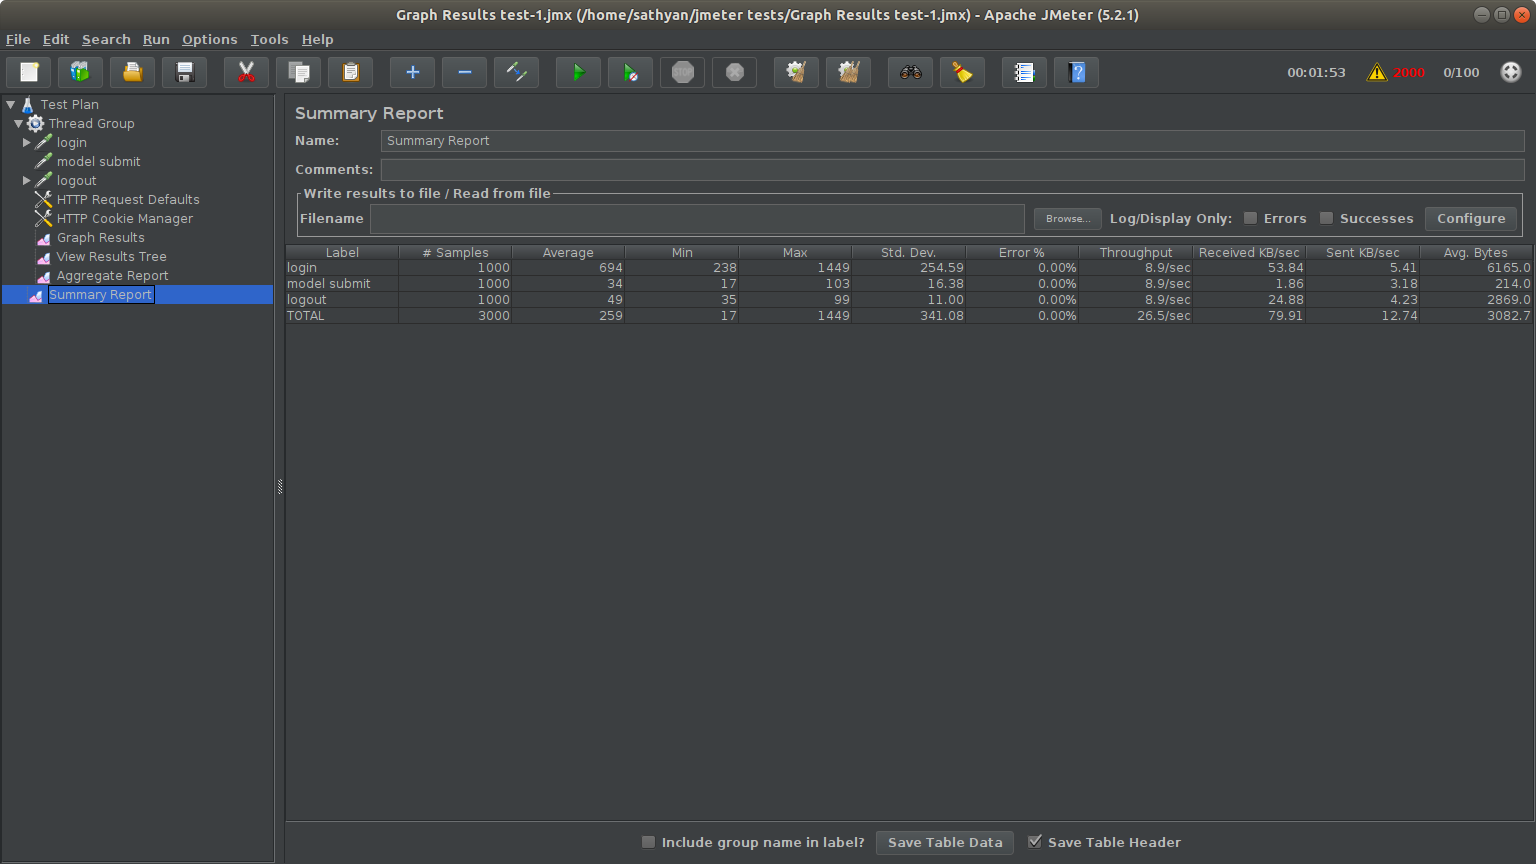 Graph Results test-1.jmx (/home/sathyan/jmeter tests/Graph Results test-1.jmx) - Apache JMeter (5.2.1)
File Edit Search Run Options Tools Help
STOP 00:01:53 2000 0/100
Test Plan
Thread Group
login
model submit
logout
HTTP Request Defaults
HTTP Cookie Manager
Graph Results
View Results Tree
Aggregate Report
Summary Report
Summary Report
Name: Summary Report
Comments:
Write results to file / Read from file
Filename Browse... Log/Display Only: Errors Successes Configure
Label # Samples Average Min Max Std. Dev. Error % Throughput Received KB/sec Sent KB/sec Avg. Bytes
login 1000 694 238 1449 254.59 0.00% 8.9/sec 53.84 5.41 6165.0
model submit 1000 34 17 103 16.38 0.00% 8.9/sec 1.86 3.18 214.0
logout 1000 49 35 99 11.00 0.00% 8.9/sec 24.88 4.23 2869.0
TOTAL 3000 259 17 1449 341.08 0.00% 26.5/sec 79.91 12.74 3082.7
Include group name in label? Save Table Data Save Table Header